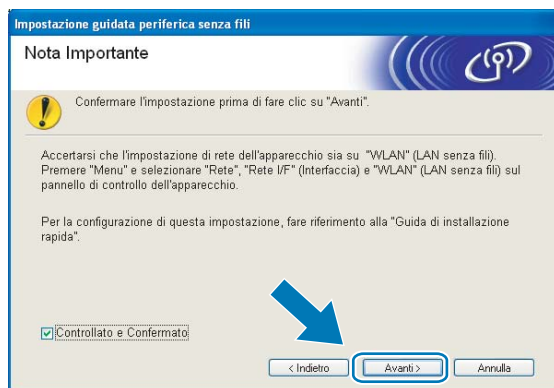 Impostazione guidata periferica senza fili
Nota Importante
Confermare l'impostazione prima di fare clic su "Avanti".
Accertarsi che l'impostazione di rete dell'apparecchio sia su "WLAN" (LAN senza fili).
Premere "Menu" e selezionare "Rete", "Rete I/F" (Interfaccia) e "WLAN" (LAN senza fili) sul
pannello di controllo dell'apparecchio.
Per la configurazione di questa impostazione, fare riferimento alla "Guida di installazione
rapida".
Controllato e Confermato
< Indietro
Avanti >
Annulla